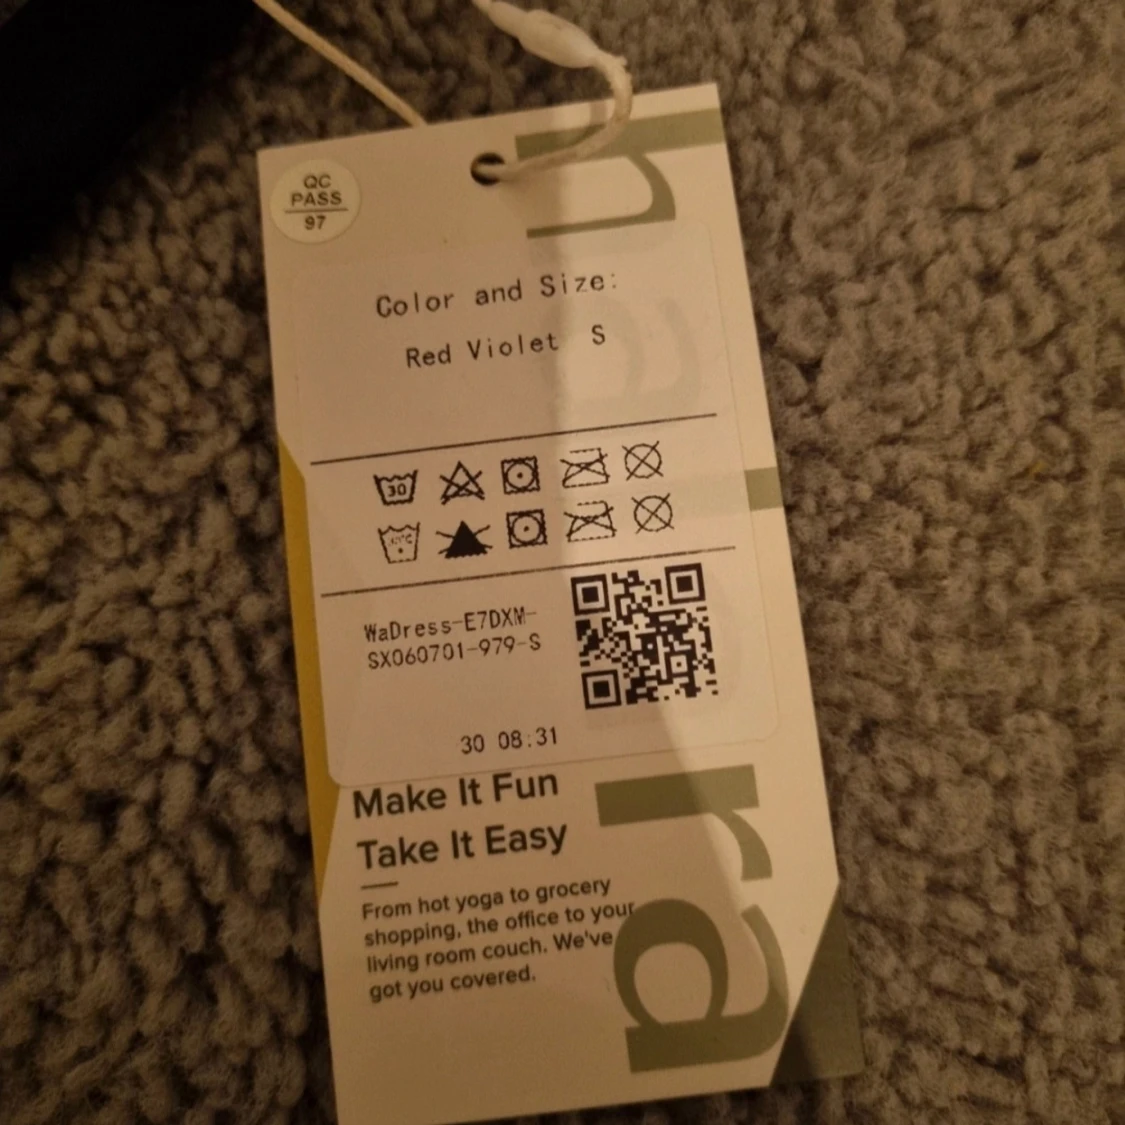 QC
PASS
97
Color and Size:
Red Violet S
30
WaDress-E7DXM-
SX060701-979-S
30 08:31
Make It Fun
Take It Easy
From hot yoga to grocery
shopping, the office to your
living room couch. We've
got you covered.
ra